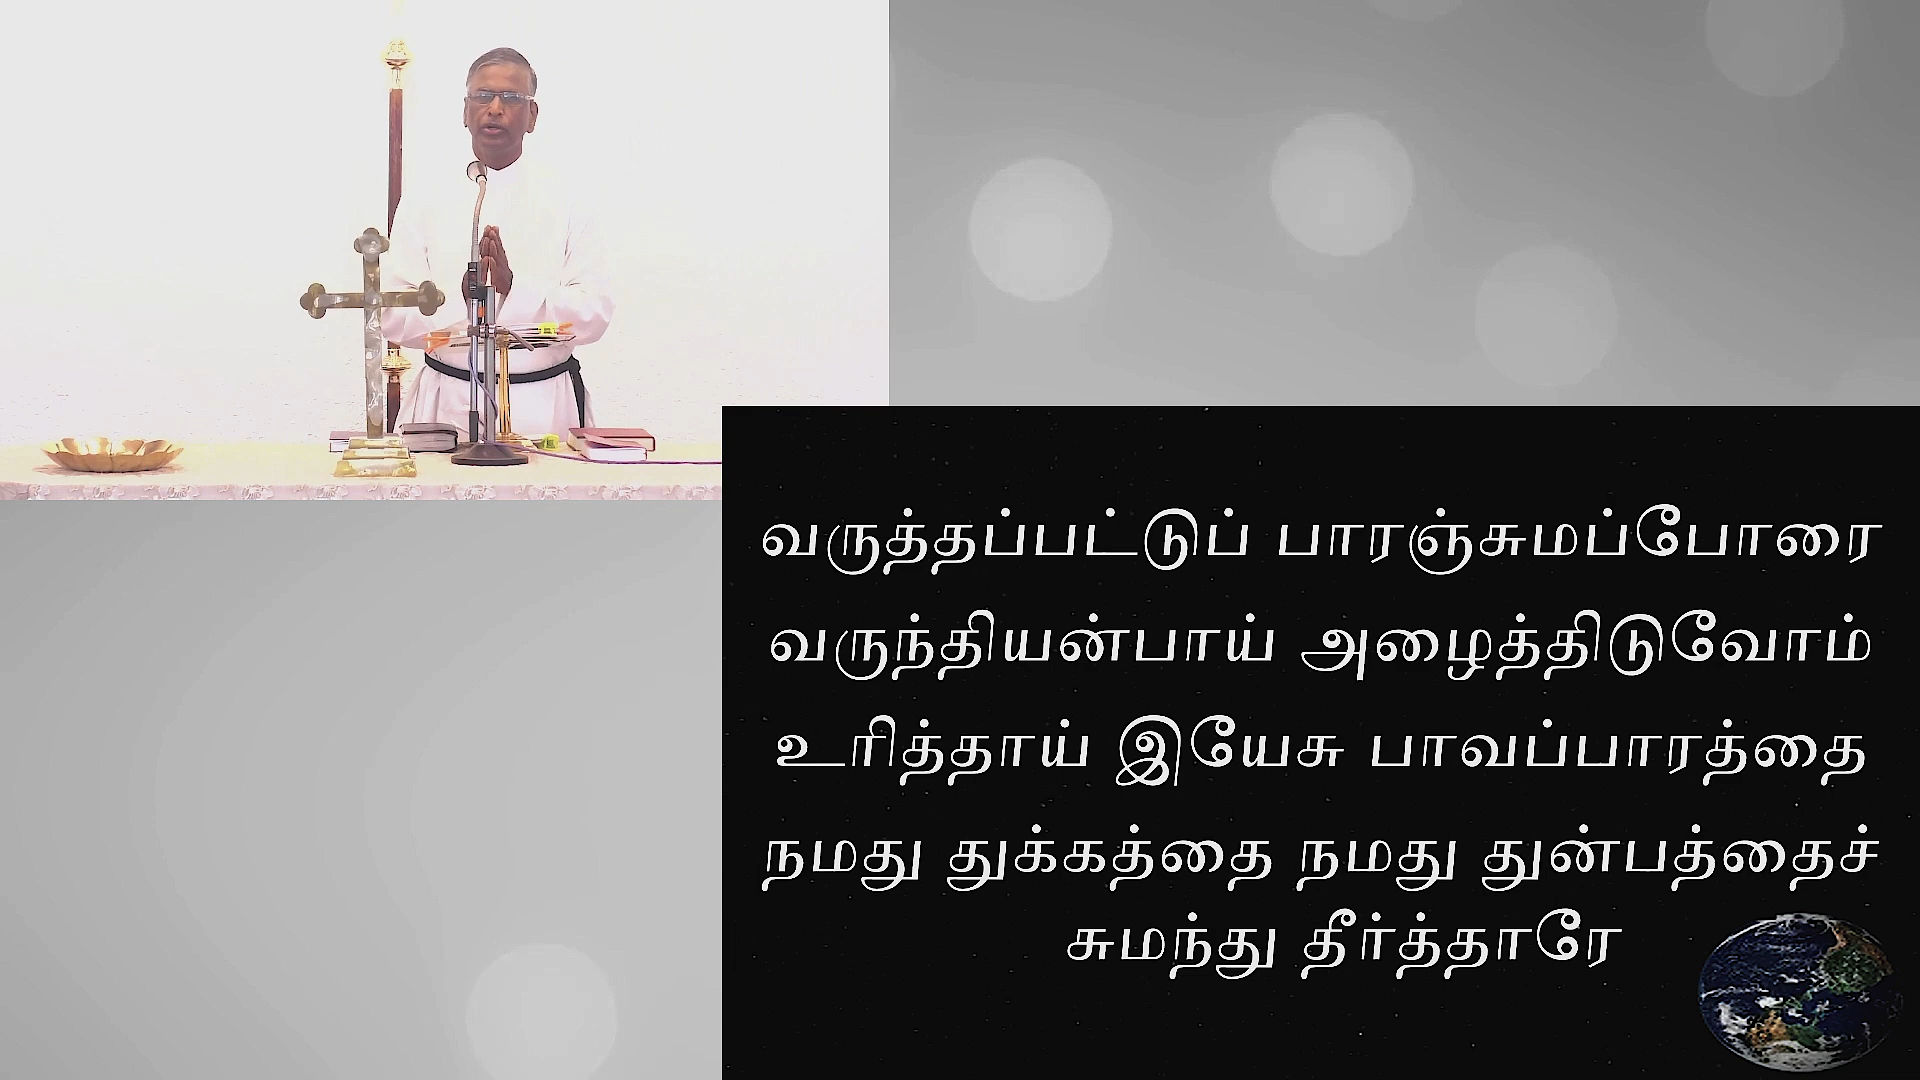 வருத்தப்பட்டுப் பாரஞ்சுமப்போரை
வருந்தியன்பாய் அழைத்திடுவோம்
உரித்தாய் இயேசு பாவப்பாரத்தை
நமது துக்கத்தை நமது துன்பத்தைச்
சுமந்து தீர்த்தாரே